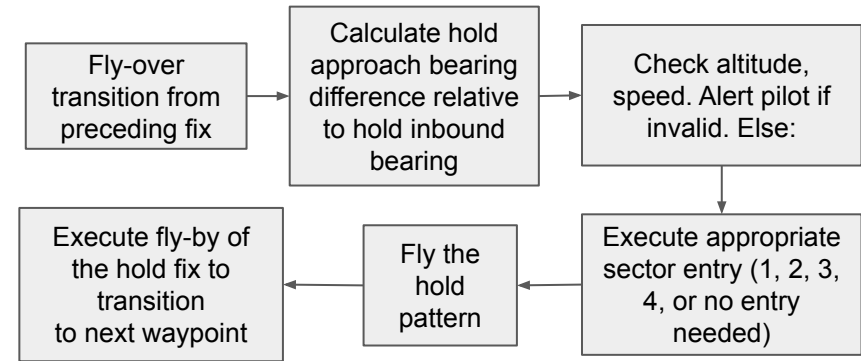 Fly-over
transition from
preceding fix
Calculate hold
approach bearing
difference relative
to hold inbound
bearing
Check altitude,
speed. Alert pilot if
invalid. Else:
Execute appropriate
sector entry (1, 2, 3,
4, or no entry
needed)
Fly the
hold
pattern
Execute fly-by of
the hold fix to
transition
to next waypoint